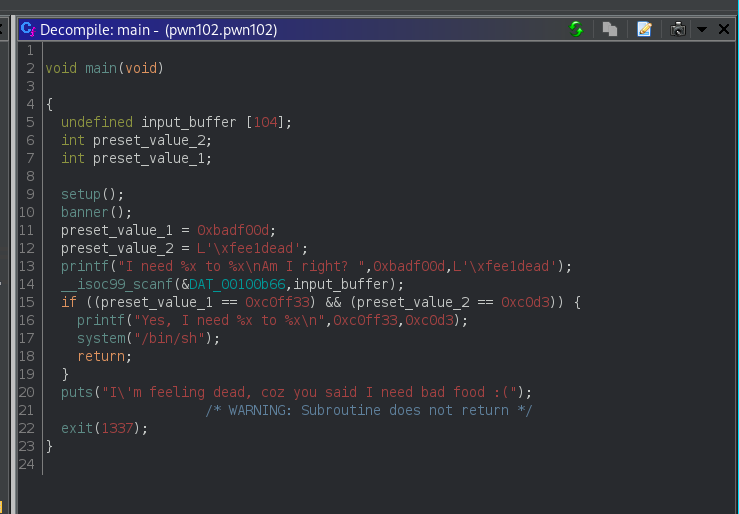 Decompile: main - (pwn102.pwn102)
1
2 void main(void)
3
4 {
5 undefined input_buffer [104];
6 int preset_value_2;
7 int preset_value_1;
8
9 setup();
10 banner();
11 preset_value_1 = 0xbadf00d;
12 preset_value_2 = L'\xfee1dead';
13 printf("I need %x to %x\nAm I right? ",0xbadf00d,L'\xfee1dead');
14 __isoc99_scanf(&DAT_00100b66,input_buffer);
15 if ((preset_value_1 == 0xc0ff33) && (preset_value_2 == 0xc0d3)) {
16 printf("Yes, I need %x to %x\n",0xc0ff33,0xc0d3);
17 system("/bin/sh");
18 return;
19 }
20 puts("I\'m feeling dead, coz you said I need bad food :(");
21 /* WARNING: Subroutine does not return */
22 exit(1337);
23 }
24